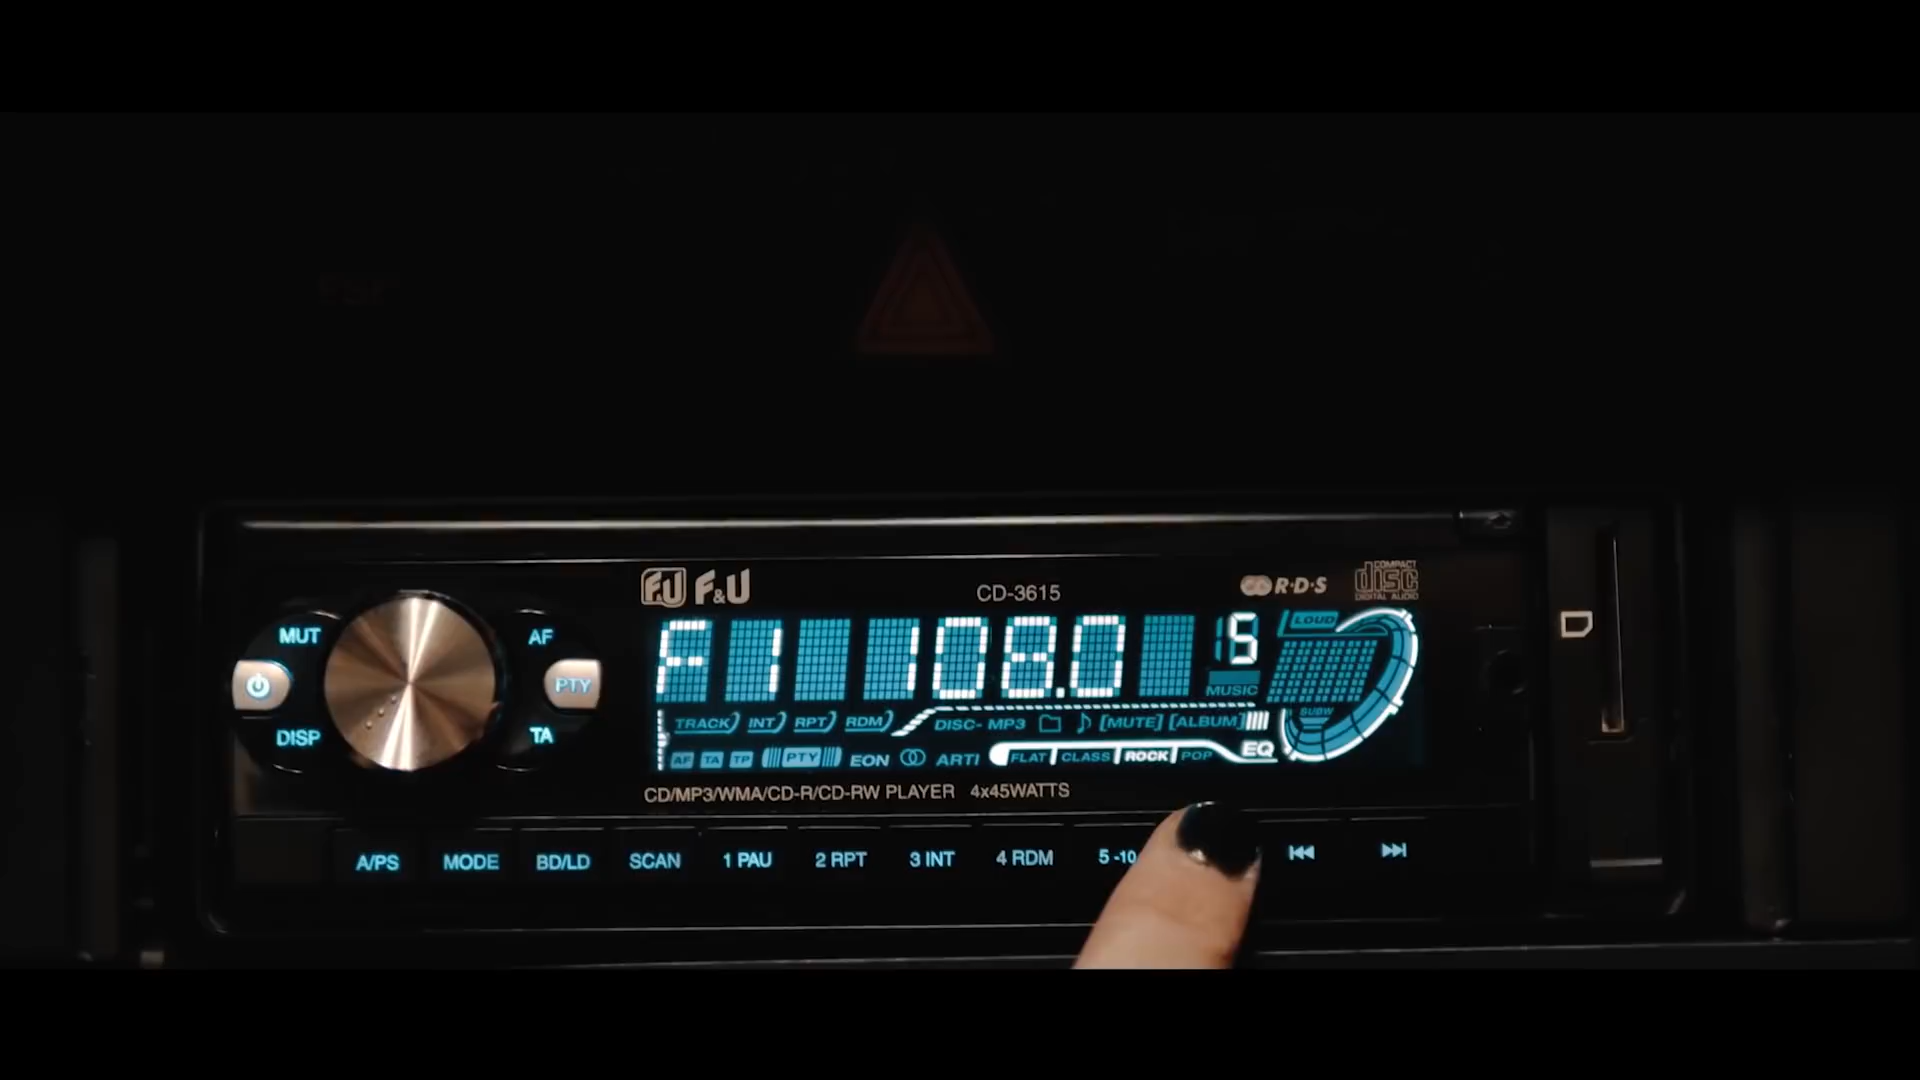 F&U F&U CD-3615 R·D·S COMPACT disc DIGITAL AUDIO
MUT AF F1 108.0 5 LOUD
PTY MUSIC
SUBW
DISP TA TRACK INT RPT RDM DISC- MP3 [MUTE] [ALBUM]
AF TA TP PTY EON ARTI FLAT CLASS ROCK POP EQ
CD/MP3/WMA/CD-R/CD-RW PLAYER 4x45WATTS
A/PS MODE BD/LD SCAN 1 PAU 2 RPT 3 INT 4 RDM 5 -10